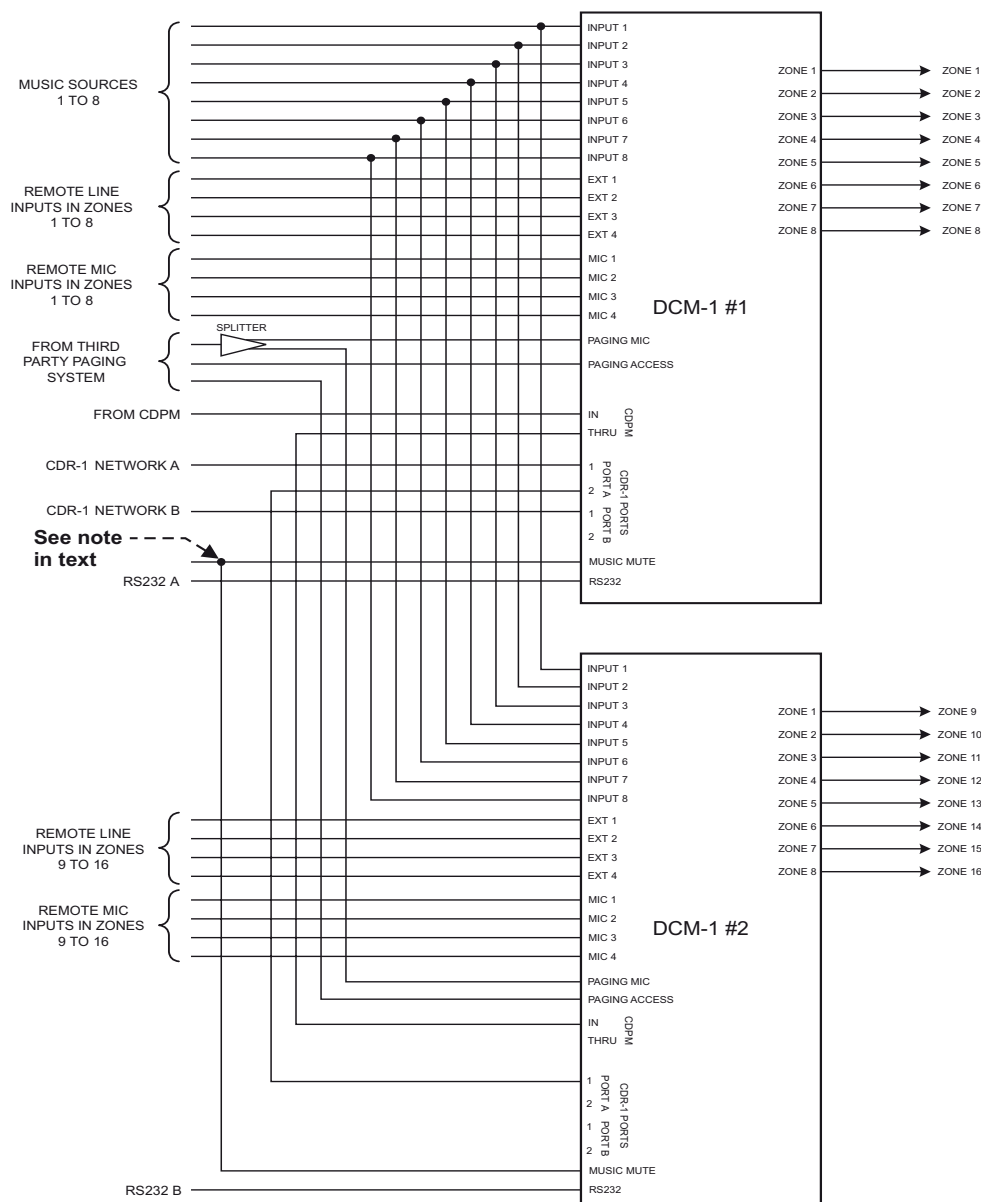 MUSIC SOURCES
1 TO 8
REMOTE LINE
INPUTS IN ZONES
1 TO 8
REMOTE MIC
INPUTS IN ZONES
1 TO 8
SPLITTER
FROM THIRD
PARTY PAGING
SYSTEM
FROM CDPM
CDR-1 NETWORK A
CDR-1 NETWORK B
See note
in text
RS232 A
INPUT 1
INPUT 2
INPUT 3
INPUT 4
INPUT 5
INPUT 6
INPUT 7
INPUT 8
EXT 1
EXT 2
EXT 3
EXT 4
MIC 1
MIC 2
MIC 3
MIC 4
PAGING MIC
PAGING ACCESS
IN
THRU
CDPM
1
2
PORT A
1
2
PORT B
CDR-1 PORTS
MUSIC MUTE
RS232
DCM-1 #1
ZONE 1 ZONE 1
ZONE 2 ZONE 2
ZONE 3 ZONE 3
ZONE 4 ZONE 4
ZONE 5 ZONE 5
ZONE 6 ZONE 6
ZONE 7 ZONE 7
ZONE 8 ZONE 8
REMOTE LINE
INPUTS IN ZONES
9 TO 16
REMOTE MIC
INPUTS IN ZONES
9 TO 16
RS232 B
INPUT 1
INPUT 2
INPUT 3
INPUT 4
INPUT 5
INPUT 6
INPUT 7
INPUT 8
EXT 1
EXT 2
EXT 3
EXT 4
MIC 1
MIC 2
MIC 3
MIC 4
PAGING MIC
PAGING ACCESS
IN
THRU
CDPM
1
2
PORT A
1
2
PORT B
CDR-1 PORTS
MUSIC MUTE
RS232
DCM-1 #2
ZONE 1 ZONE 9
ZONE 2 ZONE 10
ZONE 3 ZONE 11
ZONE 4 ZONE 12
ZONE 5 ZONE 13
ZONE 6 ZONE 14
ZONE 7 ZONE 15
ZONE 8 ZONE 16